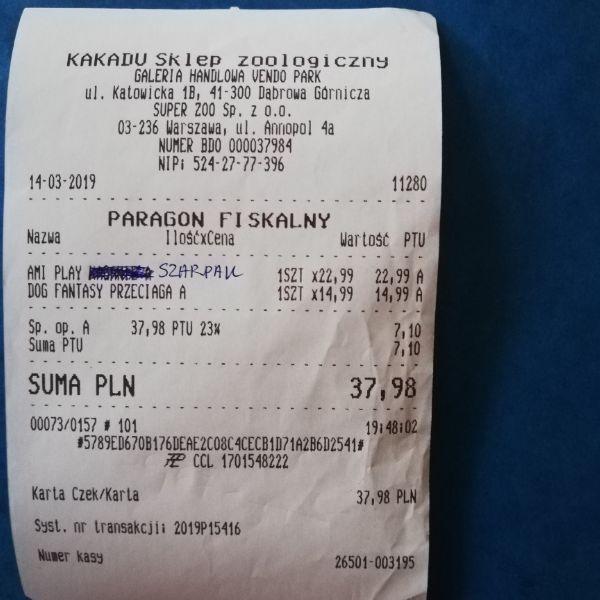 KAKADU Sklep zoologiczny
GALERIA HANDLOWA VENDO PARK
ul. Katowicka 1B, 41-300 Dąbrowa Górnicza
SUPER ZOO Sp. z o.o.
03-236 Warszawa, ul. Annopol 4a
NUMER BDO 000037984
NIP: 524-27-77-396
14-03-2019 11280
PARAGON FISKALNY
Nazwa IlośćxCena Wartość PTU
AMI PLAY SZARPAK 1SZT x22,99 22,99 A
DOG FANTASY PRZECIAGA A 1SZT x14,99 14,99 A
Sp. op. A 37,98 PTU 23% 7,10
Suma PTU 7,10
SUMA PLN 37,98
00073/0157 # 101 19:48:02
#5789ED670B176DEAE2C08C4CECB1D71A2B6D2541#
CCL 1701548222
Karta Czek/Karta 37,98 PLN
Syst. nr transakcji: 2019P15416
Numer kasy 26501-003195